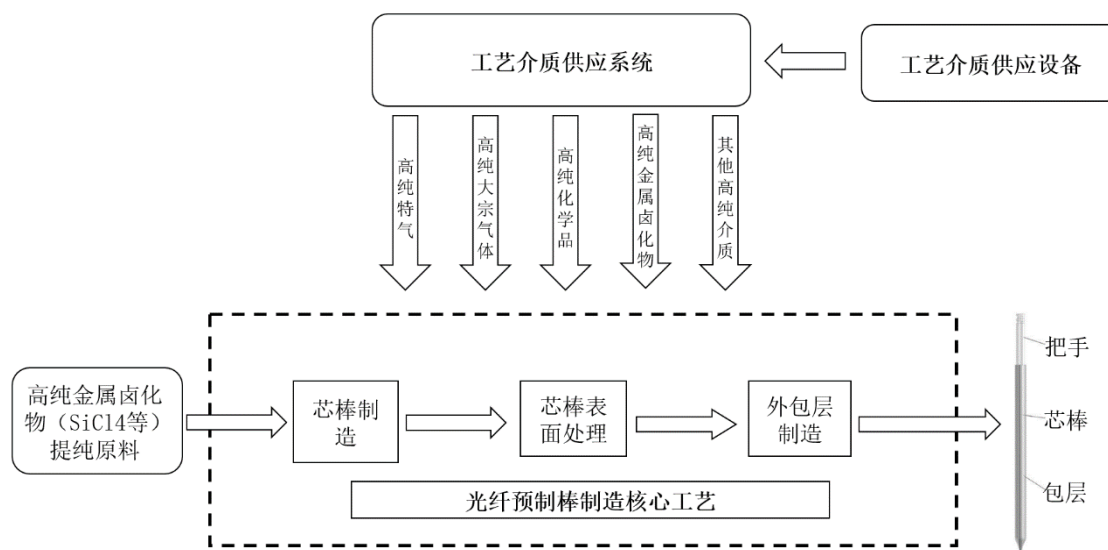 工艺介质供应系统
工艺介质供应设备
高纯特气
高纯大宗气体
高纯化学品
高纯金属卤化物
其他高纯介质
高纯金属卤化
物（SiCl4等）
提纯原料
芯棒制
造
芯棒表
面处理
外包层
制造
光纤预制棒制造核心工艺
把手
芯棒
包层